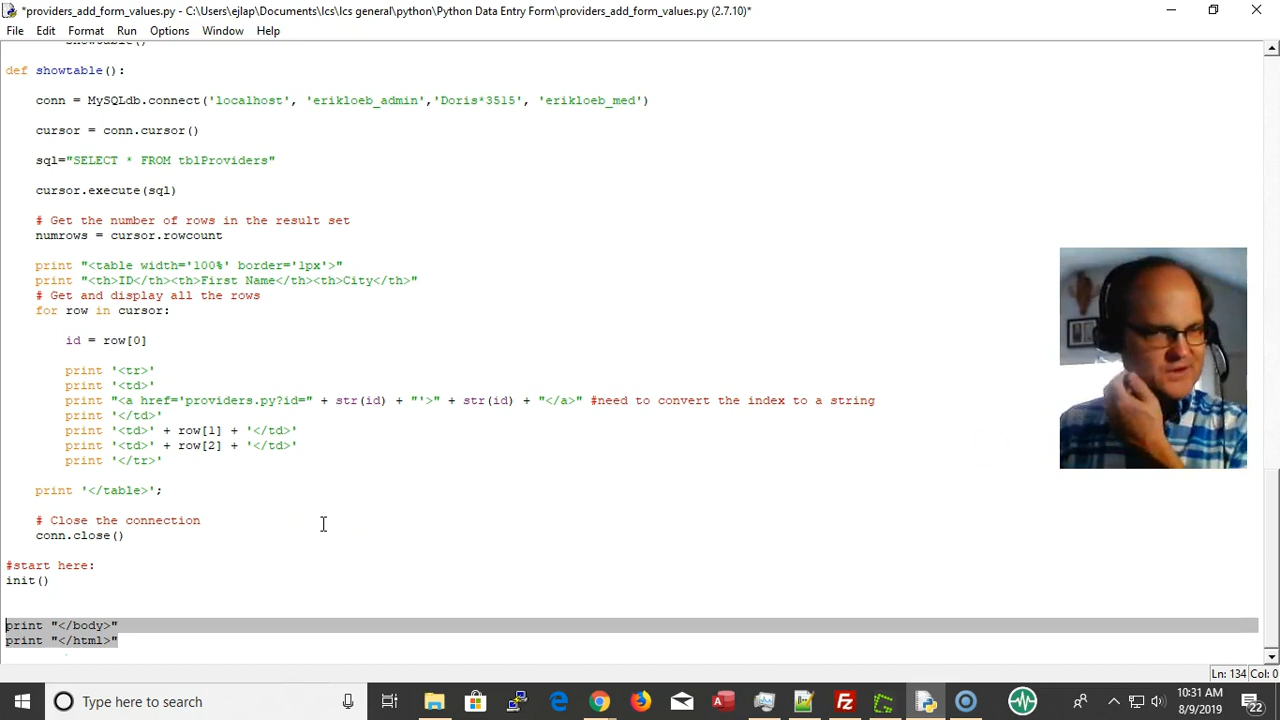 *providers_add_form_values.py - C:\Users\ejlap\Documents\lcs\lcs general\python\Python Data Entry Form\providers_add_form_values.py (2.7.10)*
File Edit Format Run Options Window Help
def showtable():
conn = MySQLdb.connect('localhost', 'erikloeb_admin','Doris*3515', 'erikloeb_med')
cursor = conn.cursor()
sql="SELECT * FROM tblProviders"
cursor.execute(sql)
# Get the number of rows in the result set
numrows = cursor.rowcount
print "<table width='100%' border='1px'>"
print "<th>ID</th><th>First Name</th><th>City</th>"
# Get and display all the rows
for row in cursor:
id = row[0]
print '<tr>'
print '<td>'
print "<a href='providers.py?id=" + str(id) + "'>" + str(id) + "</a>" #need to convert the index to a string
print '</td>'
print '<td>' + row[1] + '</td>'
print '<td>' + row[2] + '</td>'
print '</tr>'
print '</table>';
# Close the connection
conn.close()
#start here:
init()
print "</body>"
print "</html>"
Ln: 134 Col: 0
Type here to search
10:31 AM
8/9/2019
22